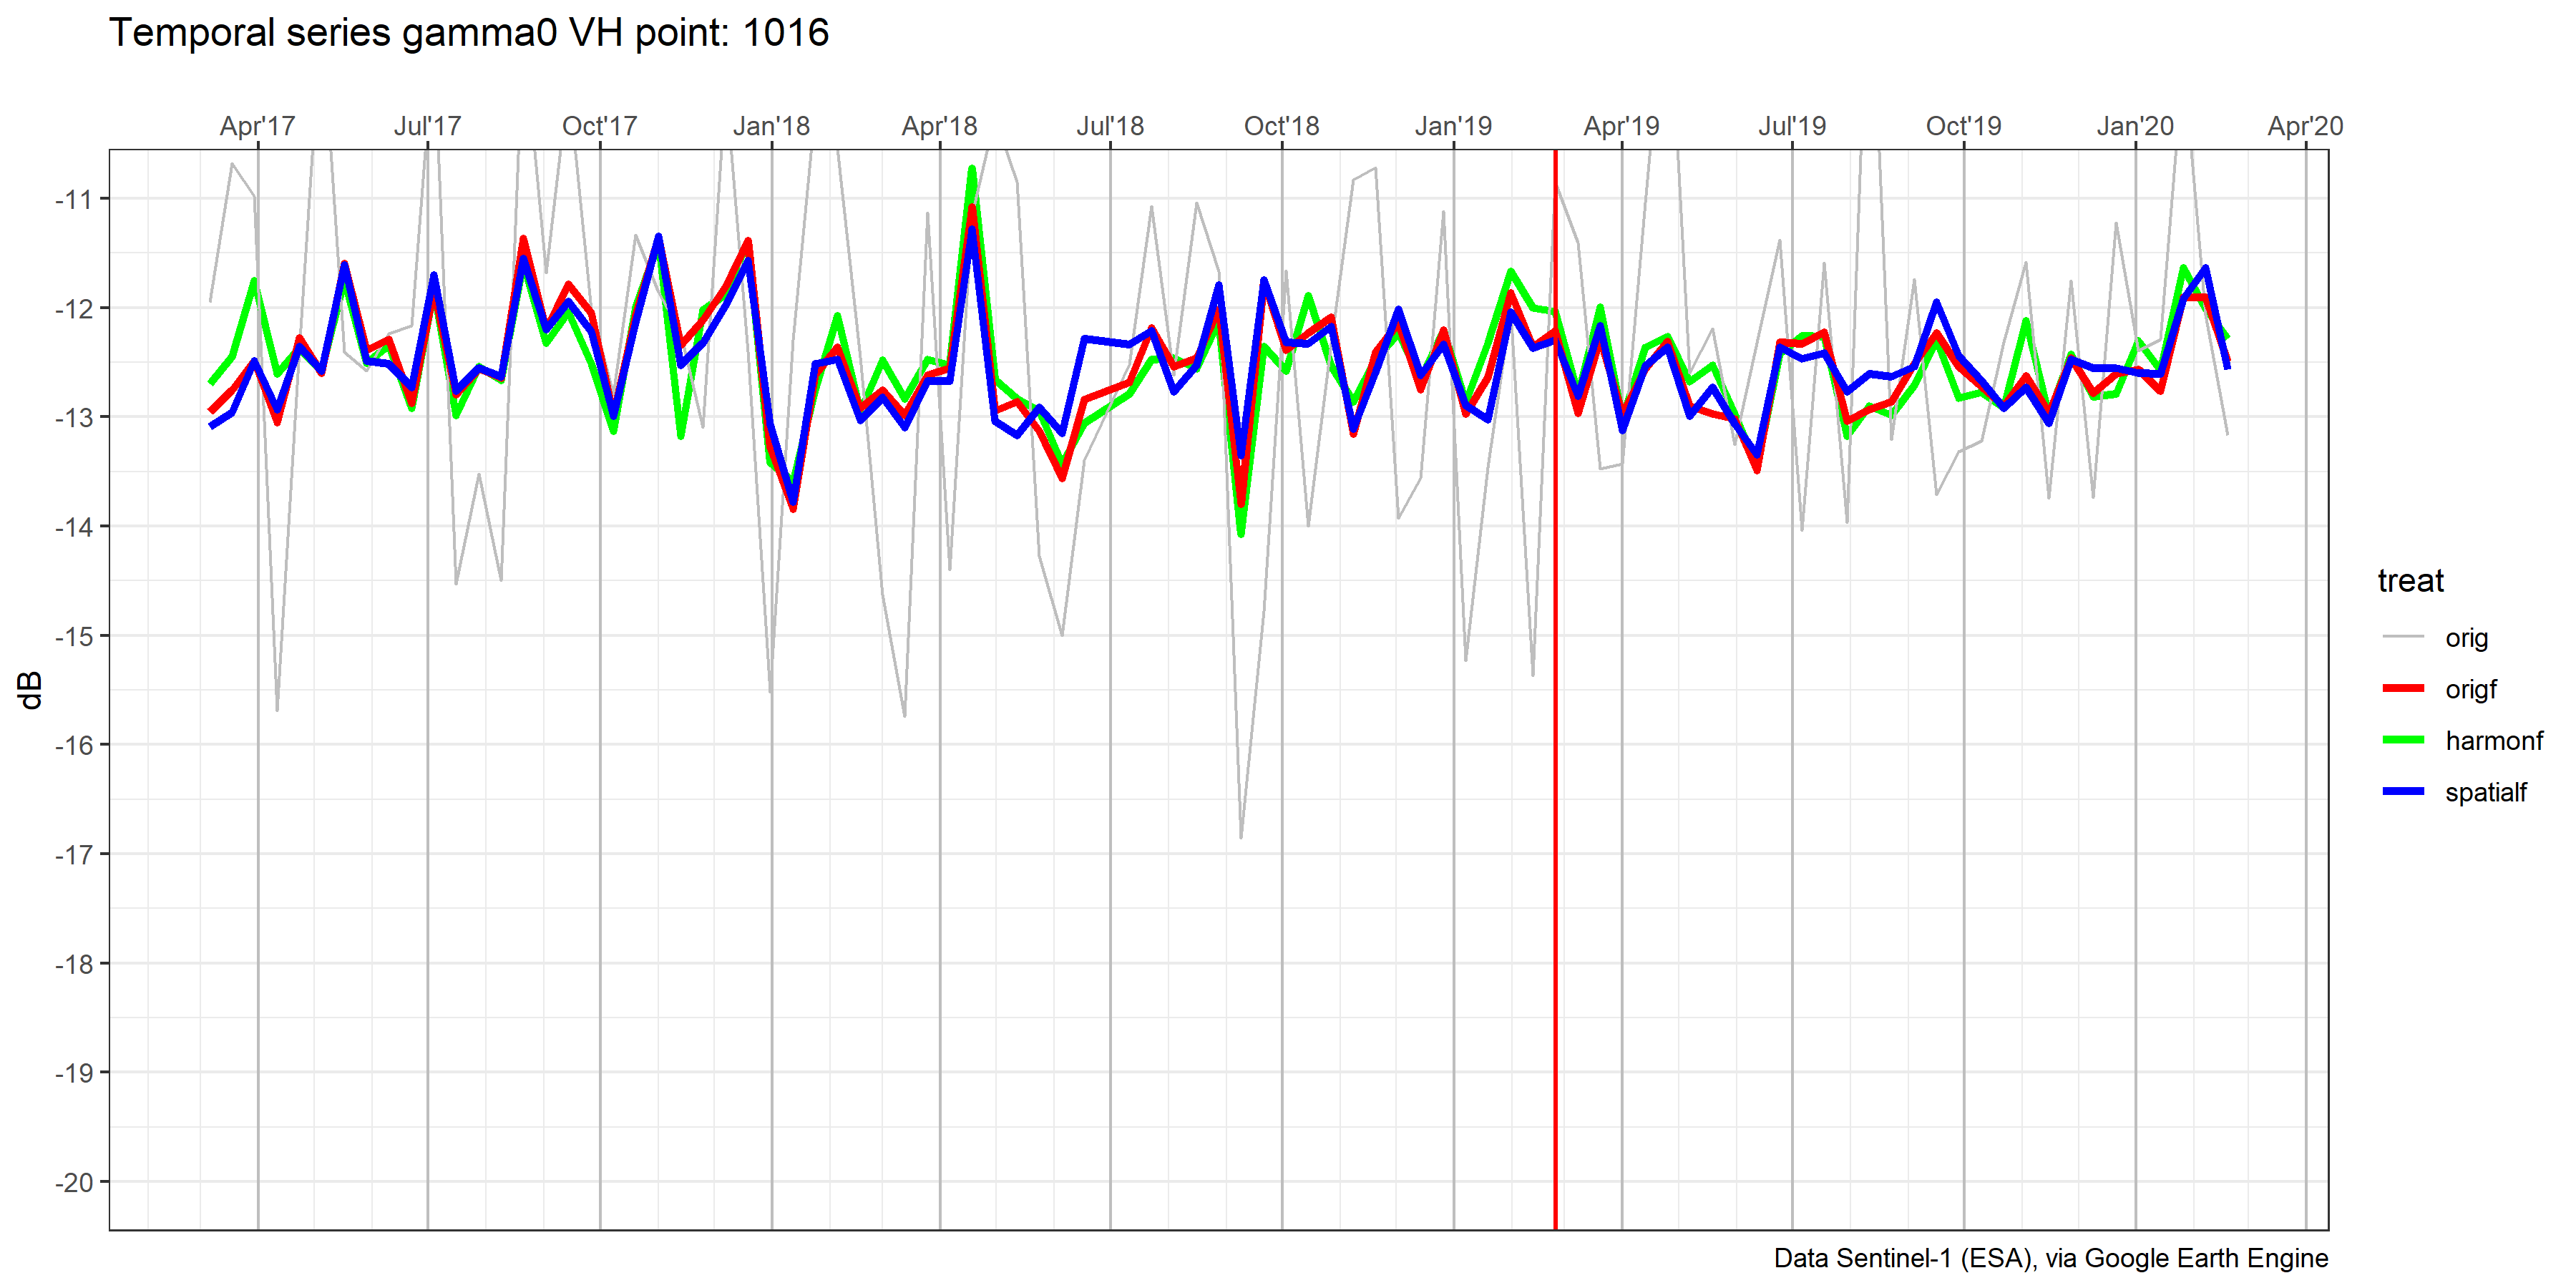 Temporal series gamma0 VH point: 1016
Apr'17 Jul'17 Oct'17 Jan'18 Apr'18 Jul'18 Oct'18 Jan'19 Apr'19 Jul'19 Oct'19 Jan'20 Apr'20
-11
-12
-13
-14
-15
-16
-17
-18
-19
-20
dB
treat
orig
origf
harmonf
spatialf
Data Sentinel-1 (ESA), via Google Earth Engine